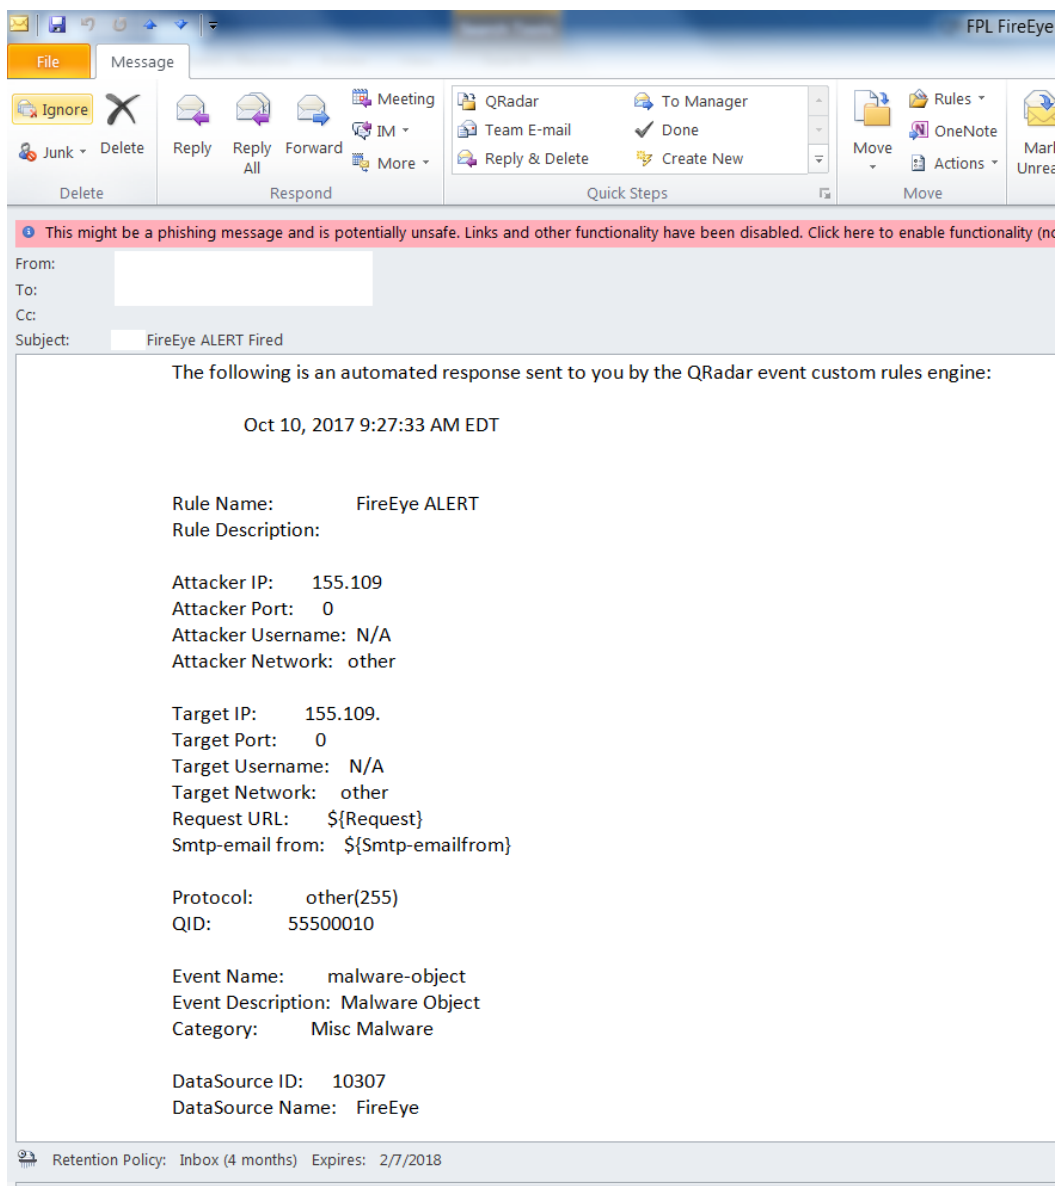 FPL FireEye
File Message
Ignore
Junk
Delete
Reply
Reply All
Forward
Meeting
IM
More
QRadar
To Manager
Team E-mail
Done
Reply & Delete
Create New
Move
Rules
OneNote
Actions
Mark
Delete Respond Quick Steps Move
This might be a phishing message and is potentially unsafe. Links and other functionality have been disabled. Click here to enable functionality
From:
To:
Cc:
Subject: FireEye ALERT Fired
The following is an automated response sent to you by the QRadar event custom rules engine:
Oct 10, 2017 9:27:33 AM EDT
Rule Name: FireEye ALERT
Rule Description:
Attacker IP: 155.109
Attacker Port: 0
Attacker Username: N/A
Attacker Network: other
Target IP: 155.109.
Target Port: 0
Target Username: N/A
Target Network: other
Request URL: ${Request}
Smtp-email from: ${Smtp-emailfrom}
Protocol: other(255)
QID: 55500010
Event Name: malware-object
Event Description: Malware Object
Category: Misc Malware
DataSource ID: 10307
DataSource Name: FireEye
Retention Policy: Inbox (4 months) Expires: 2/7/2018